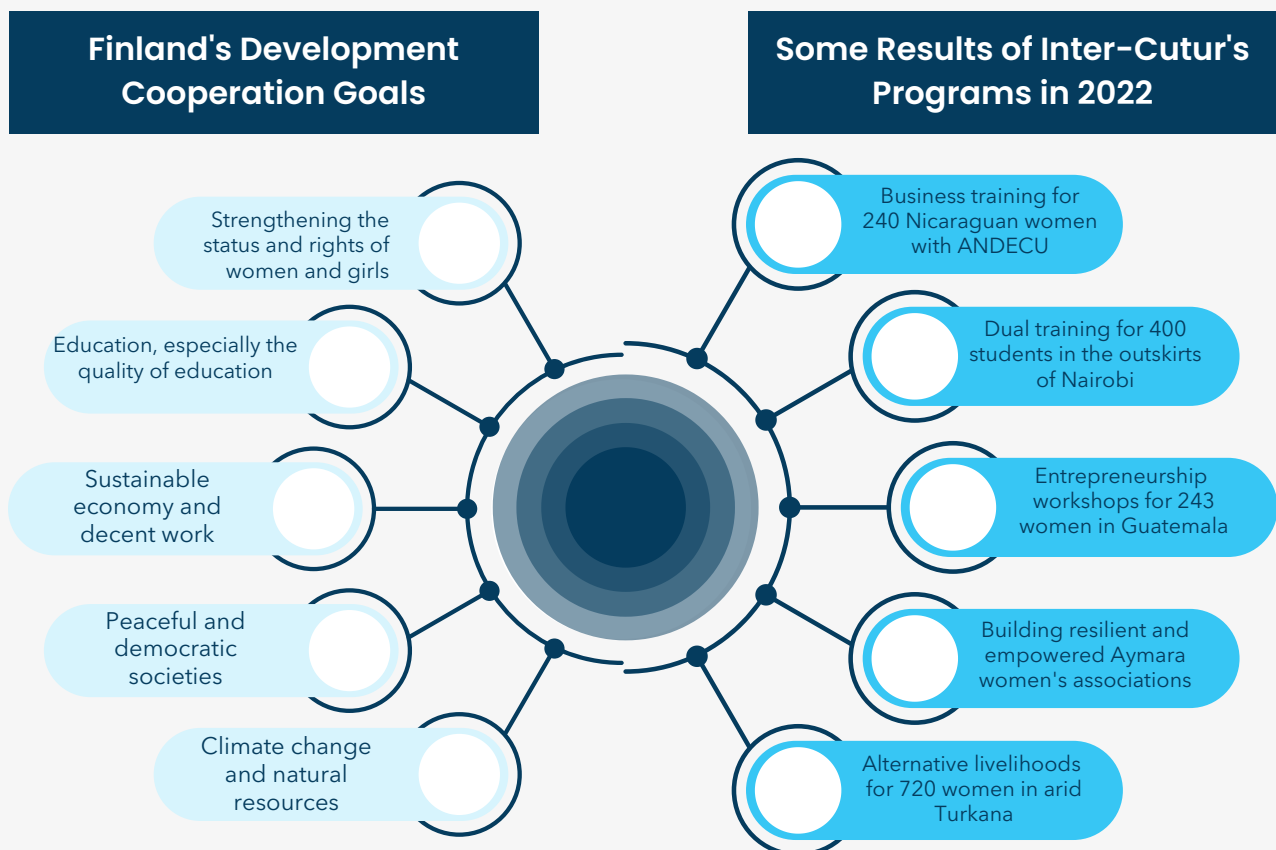 Finland's Development
Cooperation Goals
Strengthening the
status and rights of
women and girls
Education, especially the
quality of education
Sustainable
economy and
decent work
Peaceful and
democratic
societies
Climate change
and natural
resources
Some Results of Inter-Cutur's
Programs in 2022
Business training for
240 Nicaraguan women
with ANDECU
Dual training for 400
students in the outskirts
of Nairobi
Entrepreneurship
workshops for 243
women in Guatemala
Building resilient and
empowered Aymara
women's associations
Alternative livelihoods
for 720 women in arid
Turkana